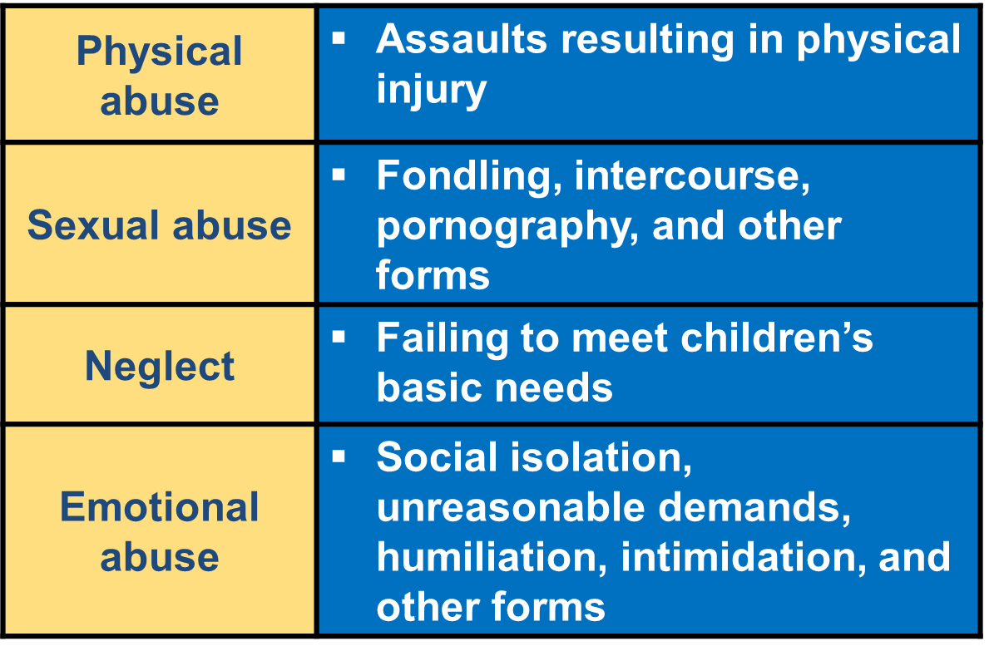 Physical
abuse
▪ Assaults resulting in physical
injury
Sexual abuse
▪ Fondling, intercourse,
pornography, and other
forms
Neglect
▪ Failing to meet children’s
basic needs
Emotional
abuse
▪ Social isolation,
unreasonable demands,
humiliation, intimidation, and
other forms